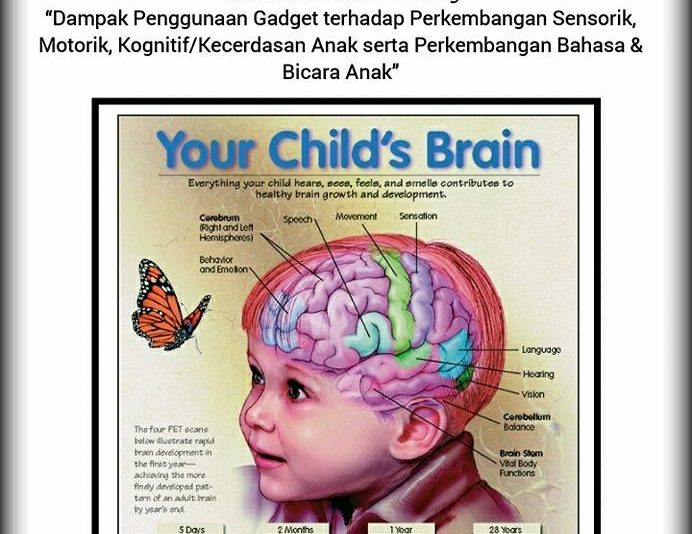 “Dampak Penggunaan Gadget terhadap Perkembangan Sensorik,
Motorik, Kognitif/Kecerdasan Anak serta Perkembangan Bahasa &
Bicara Anak”
Your Child's Brain
Everything your child hears, sees, feels, and smells contributes to
healthy brain growth and development.
Cerebrum
(Right and Left
Hemispheres)
Speech
Movement
Sensation
Behavior
and Emotion
Language
Hearing
Vision
Cerebellum
Balance
Brain Stem
Vital Body
Functions
The four PET scans
below illustrate rapid
brain development in
the first year—
achieving the more
finely developed pat-
tern of an adult brain
by year's end.
5 Days
2 Months
1 Year
28 Years